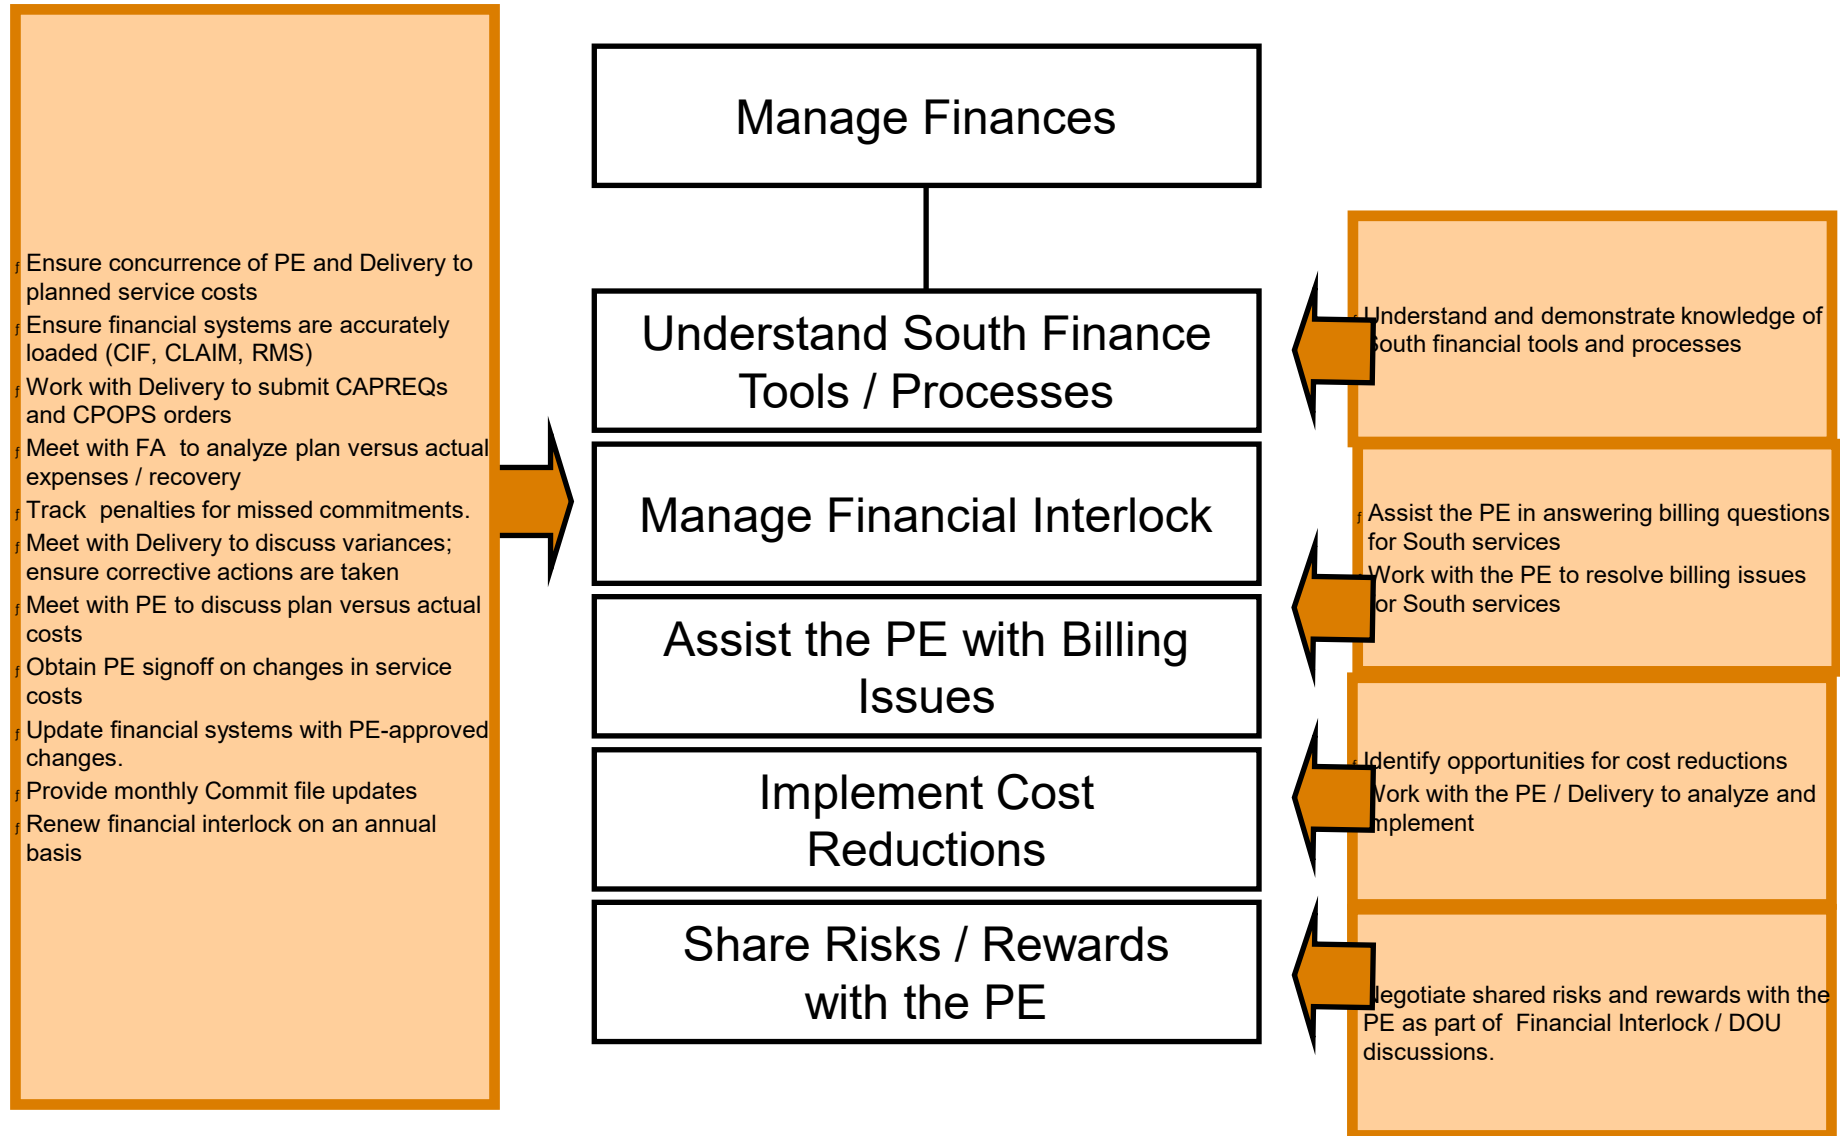 Manage Finances
Ensure concurrence of PE and Delivery to
planned service costs
Ensure financial systems are accurately
loaded (CIF, CLAIM, RMS)
Work with Delivery to submit CAPREQs
and CPOPS orders
Meet with FA  to analyze plan versus actual
expenses / recovery
Track  penalties for missed commitments.
Meet with Delivery to discuss variances;
ensure corrective actions are taken
Meet with PE to discuss plan versus actual
costs
Obtain PE signoff on changes in service
costs
Update financial systems with PE-approved
changes.
Provide monthly Commit file updates
Renew financial interlock on an annual
basis
Understand South Finance
Tools / Processes
Manage Financial Interlock
Assist the PE with Billing
Issues
Implement Cost
Reductions
Share Risks / Rewards
with the PE
Understand and demonstrate knowledge of
South financial tools and processes
Assist the PE in answering billing questions
for South services
Work with the PE to resolve billing issues
for South services
Identify opportunities for cost reductions
Work with the PE / Delivery to analyze and
implement
Negotiate shared risks and rewards with the
PE as part of  Financial Interlock / DOU
discussions.